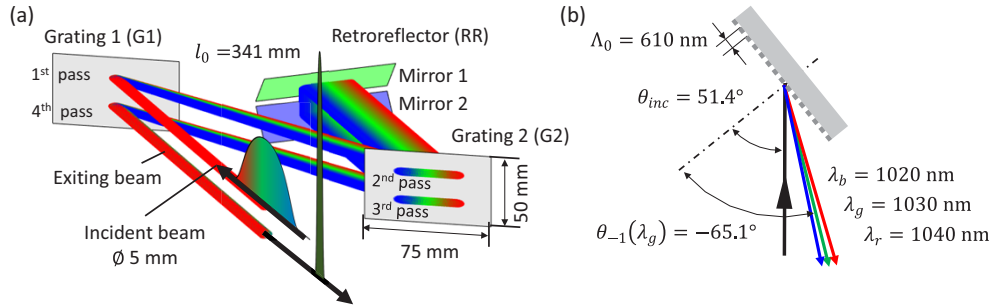 (a)
Grating 1 (G1)
1st pass
4th pass
Exiting beam
Incident beam
Ø 5 mm
l₀ =341 mm
Retroreflector (RR)
Mirror 1
Mirror 2
Grating 2 (G2)
2nd pass
3rd pass
50 mm
75 mm
(b)
Λ₀ = 610 nm
θinc = 51.4°
θ₋₁(λg) = −65.1°
λb = 1020 nm
λg = 1030 nm
λr = 1040 nm